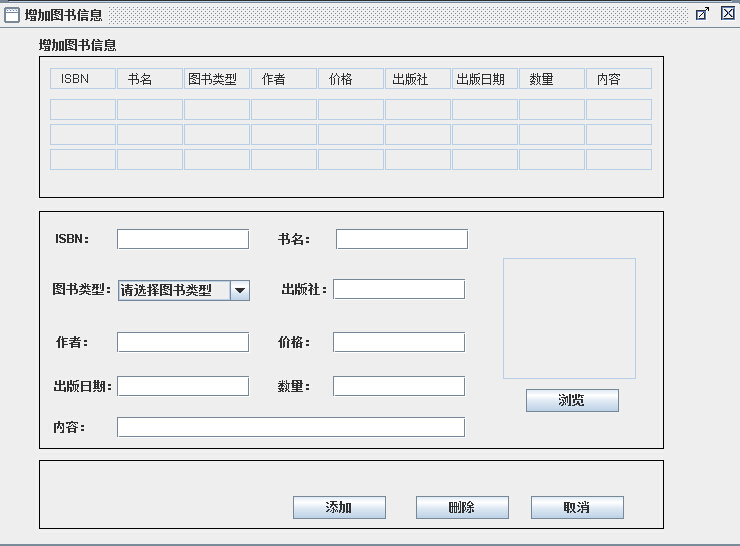 增加图书信息
增加图书信息
ISBN 书名 图书类型 作者 价格 出版社 出版日期 数量 内容
ISBN： 书名：
图书类型： 请选择图书类型 出版社：
作者： 价格：
出版日期： 数量：
浏览
内容：
添加 删除 取消